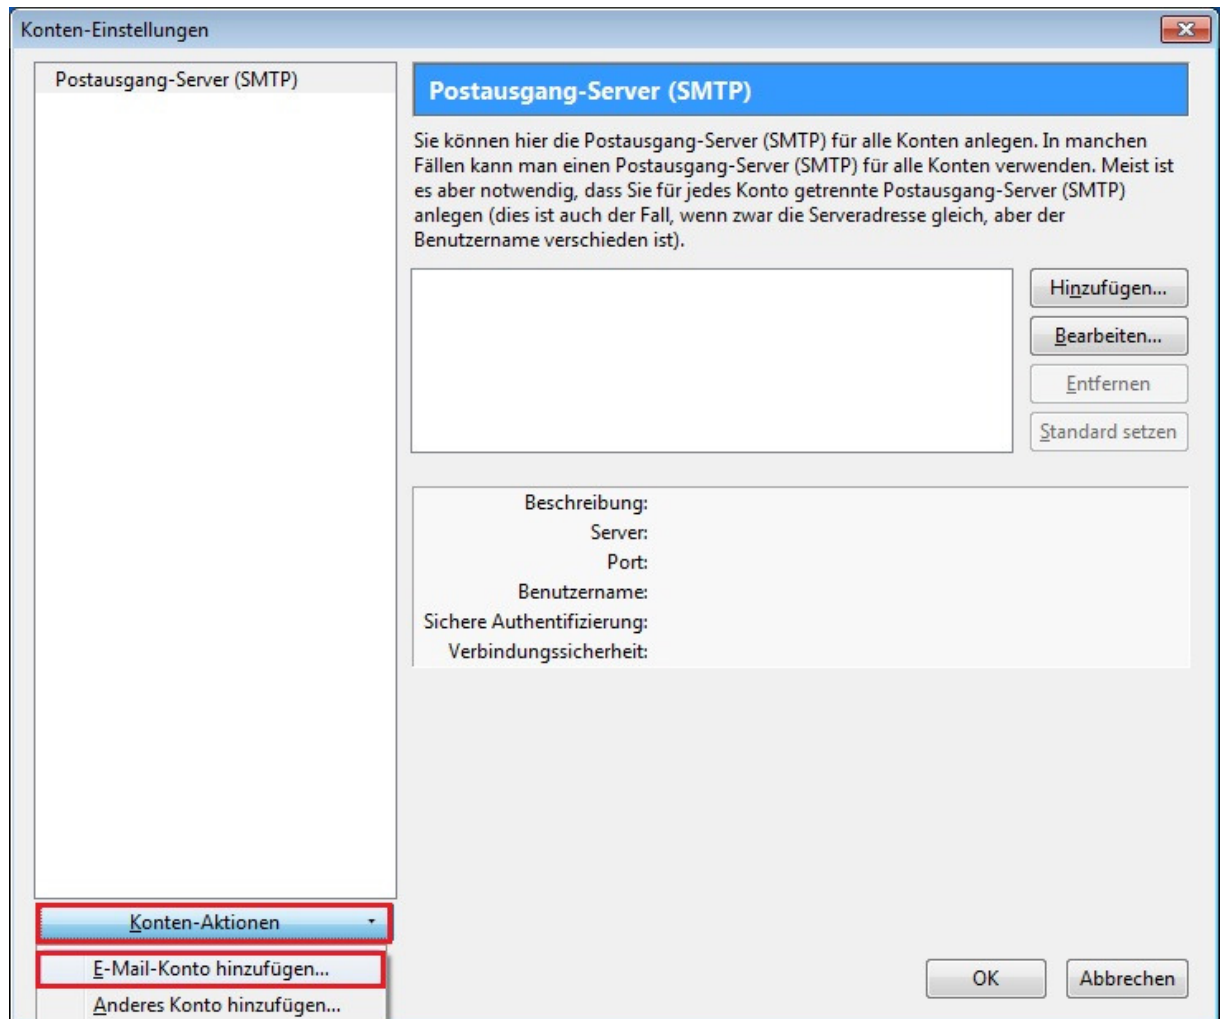 Konten-Einstellungen
Postausgang-Server (SMTP)
Postausgang-Server (SMTP)
Sie können hier die Postausgang-Server (SMTP) für alle Konten anlegen. In manchen
Fällen kann man einen Postausgang-Server (SMTP) für alle Konten verwenden. Meist ist
es aber notwendig, dass Sie für jedes Konto getrennte Postausgang-Server (SMTP)
anlegen (dies ist auch der Fall, wenn zwar die Serveradresse gleich, aber der
Benutzername verschieden ist).
Hinzufügen...
Bearbeiten...
Entfernen
Standard setzen
Beschreibung:
Server:
Port:
Benutzername:
Sichere Authentifizierung:
Verbindungssicherheit:
Konten-Aktionen
E-Mail-Konto hinzufügen...
Anderes Konto hinzufügen...
OK
Abbrechen